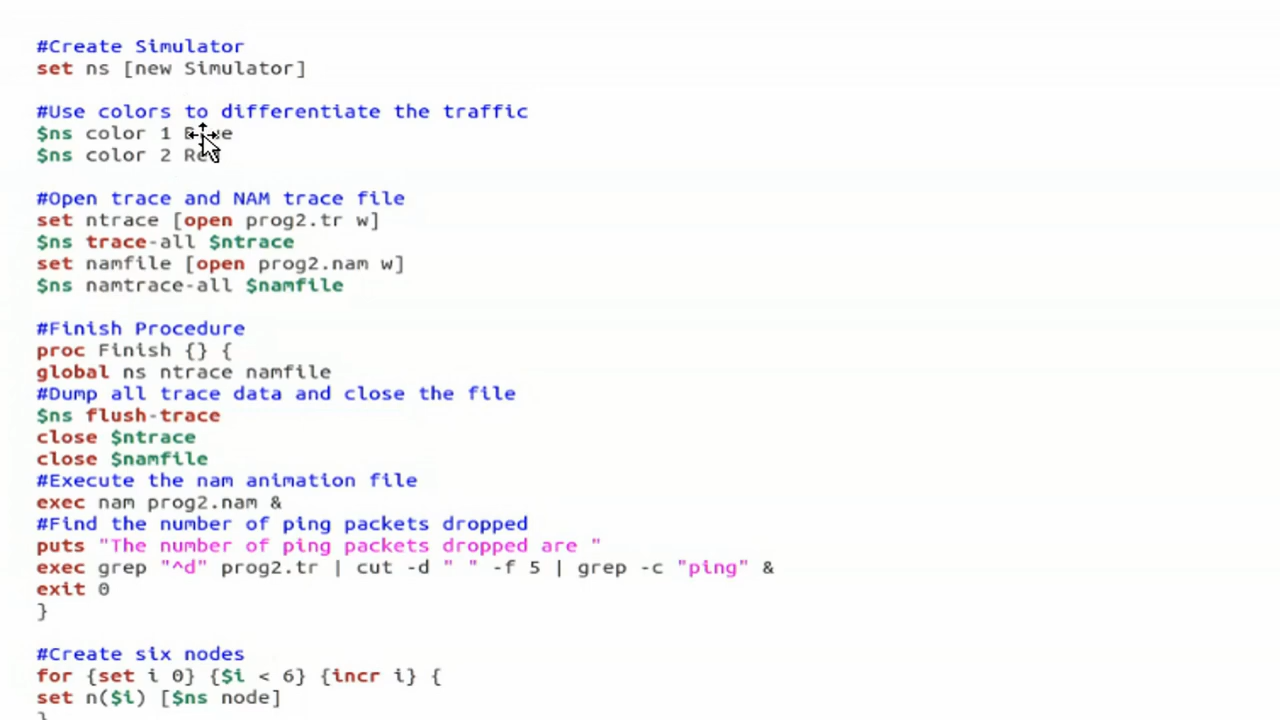 #Create Simulator
set ns [new Simulator]
#Use colors to differentiate the traffic
$ns color 1
$ns color 2
#Open trace and NAM trace file
set ntrace [open prog2.tr w]
$ns trace-all $ntrace
set namfile [open prog2.nam w]
$ns namtrace-all $namfile
#Finish Procedure
proc Finish {} {
global ns ntrace namfile
#Dump all trace data and close the file
$ns flush-trace
close $ntrace
close $namfile
#Execute the nam animation file
exec nam prog2.nam &
#Find the number of ping packets dropped
puts "The number of ping packets dropped are "
exec grep "^d" prog2.tr | cut -d " " -f 5 | grep -c "ping" &
exit 0
}
#Create six nodes
for {set i 0} {$i < 6} {incr i} {
set n($i) [$ns node]
}